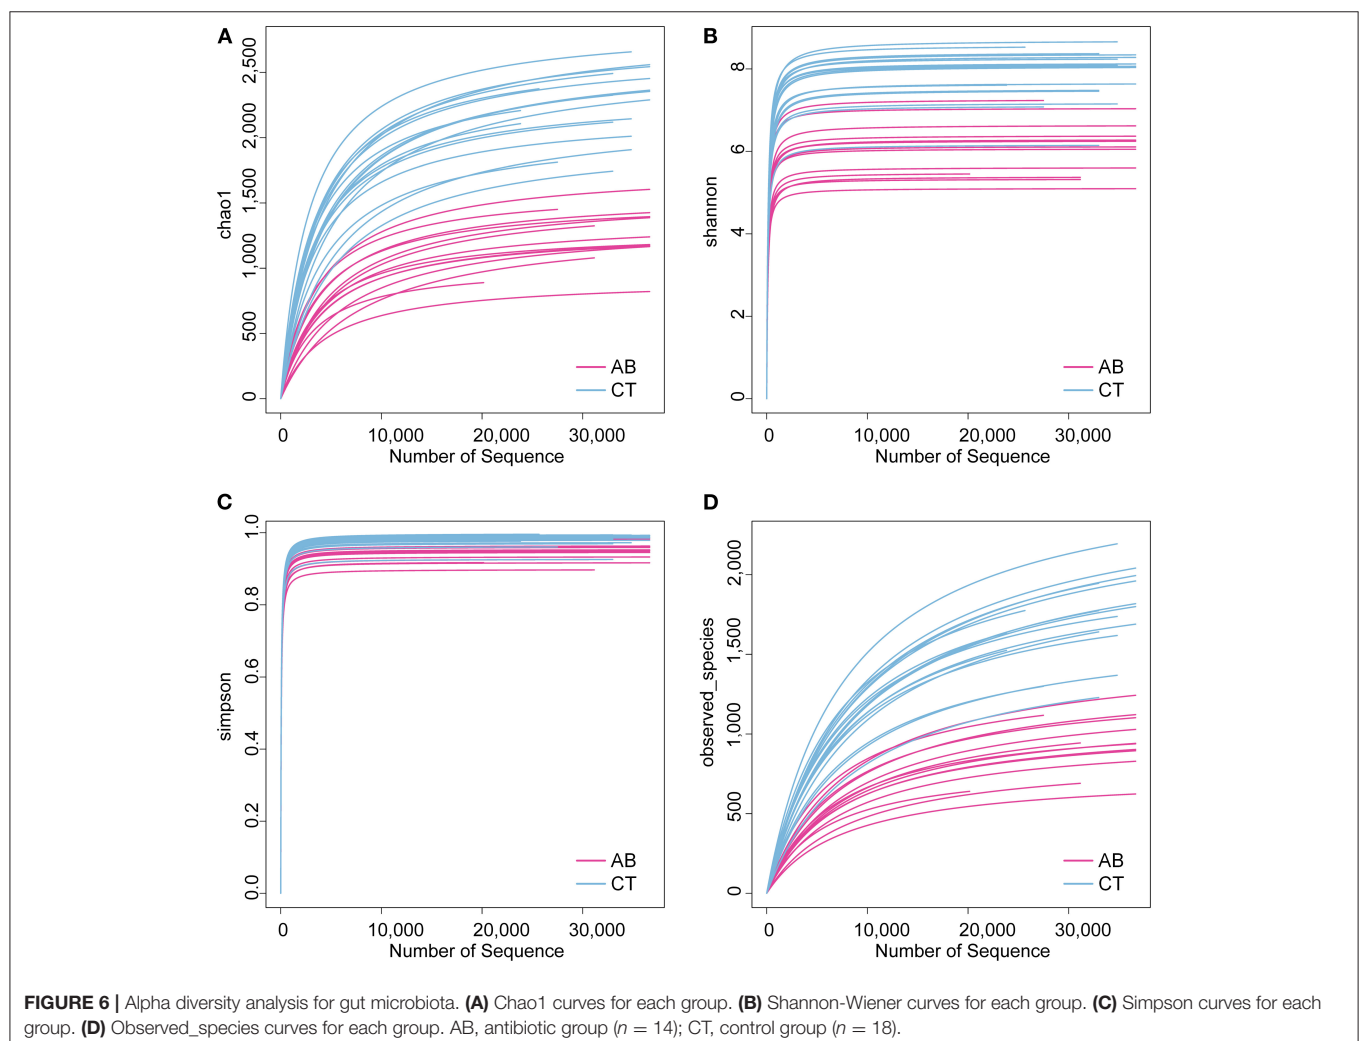 A
chao1
2,500
2,000
1,500
1,000
500
0
AB
CT
0 10,000 20,000 30,000
Number of Sequence
B
shannon
8
6
4
2
0
AB
CT
0 10,000 20,000 30,000
Number of Sequence
C
simpson
1.0
0.8
0.6
0.4
0.2
0.0
AB
CT
0 10,000 20,000 30,000
Number of Sequence
D
observed_species
2,000
1,500
1,000
500
0
AB
CT
0 10,000 20,000 30,000
Number of Sequence
FIGURE 6 | Alpha diversity analysis for gut microbiota. (A) Chao1 curves for each group. (B) Shannon-Wiener curves for each group. (C) Simpson curves for each
group. (D) Observed_species curves for each group. AB, antibiotic group (n = 14); CT, control group (n = 18).